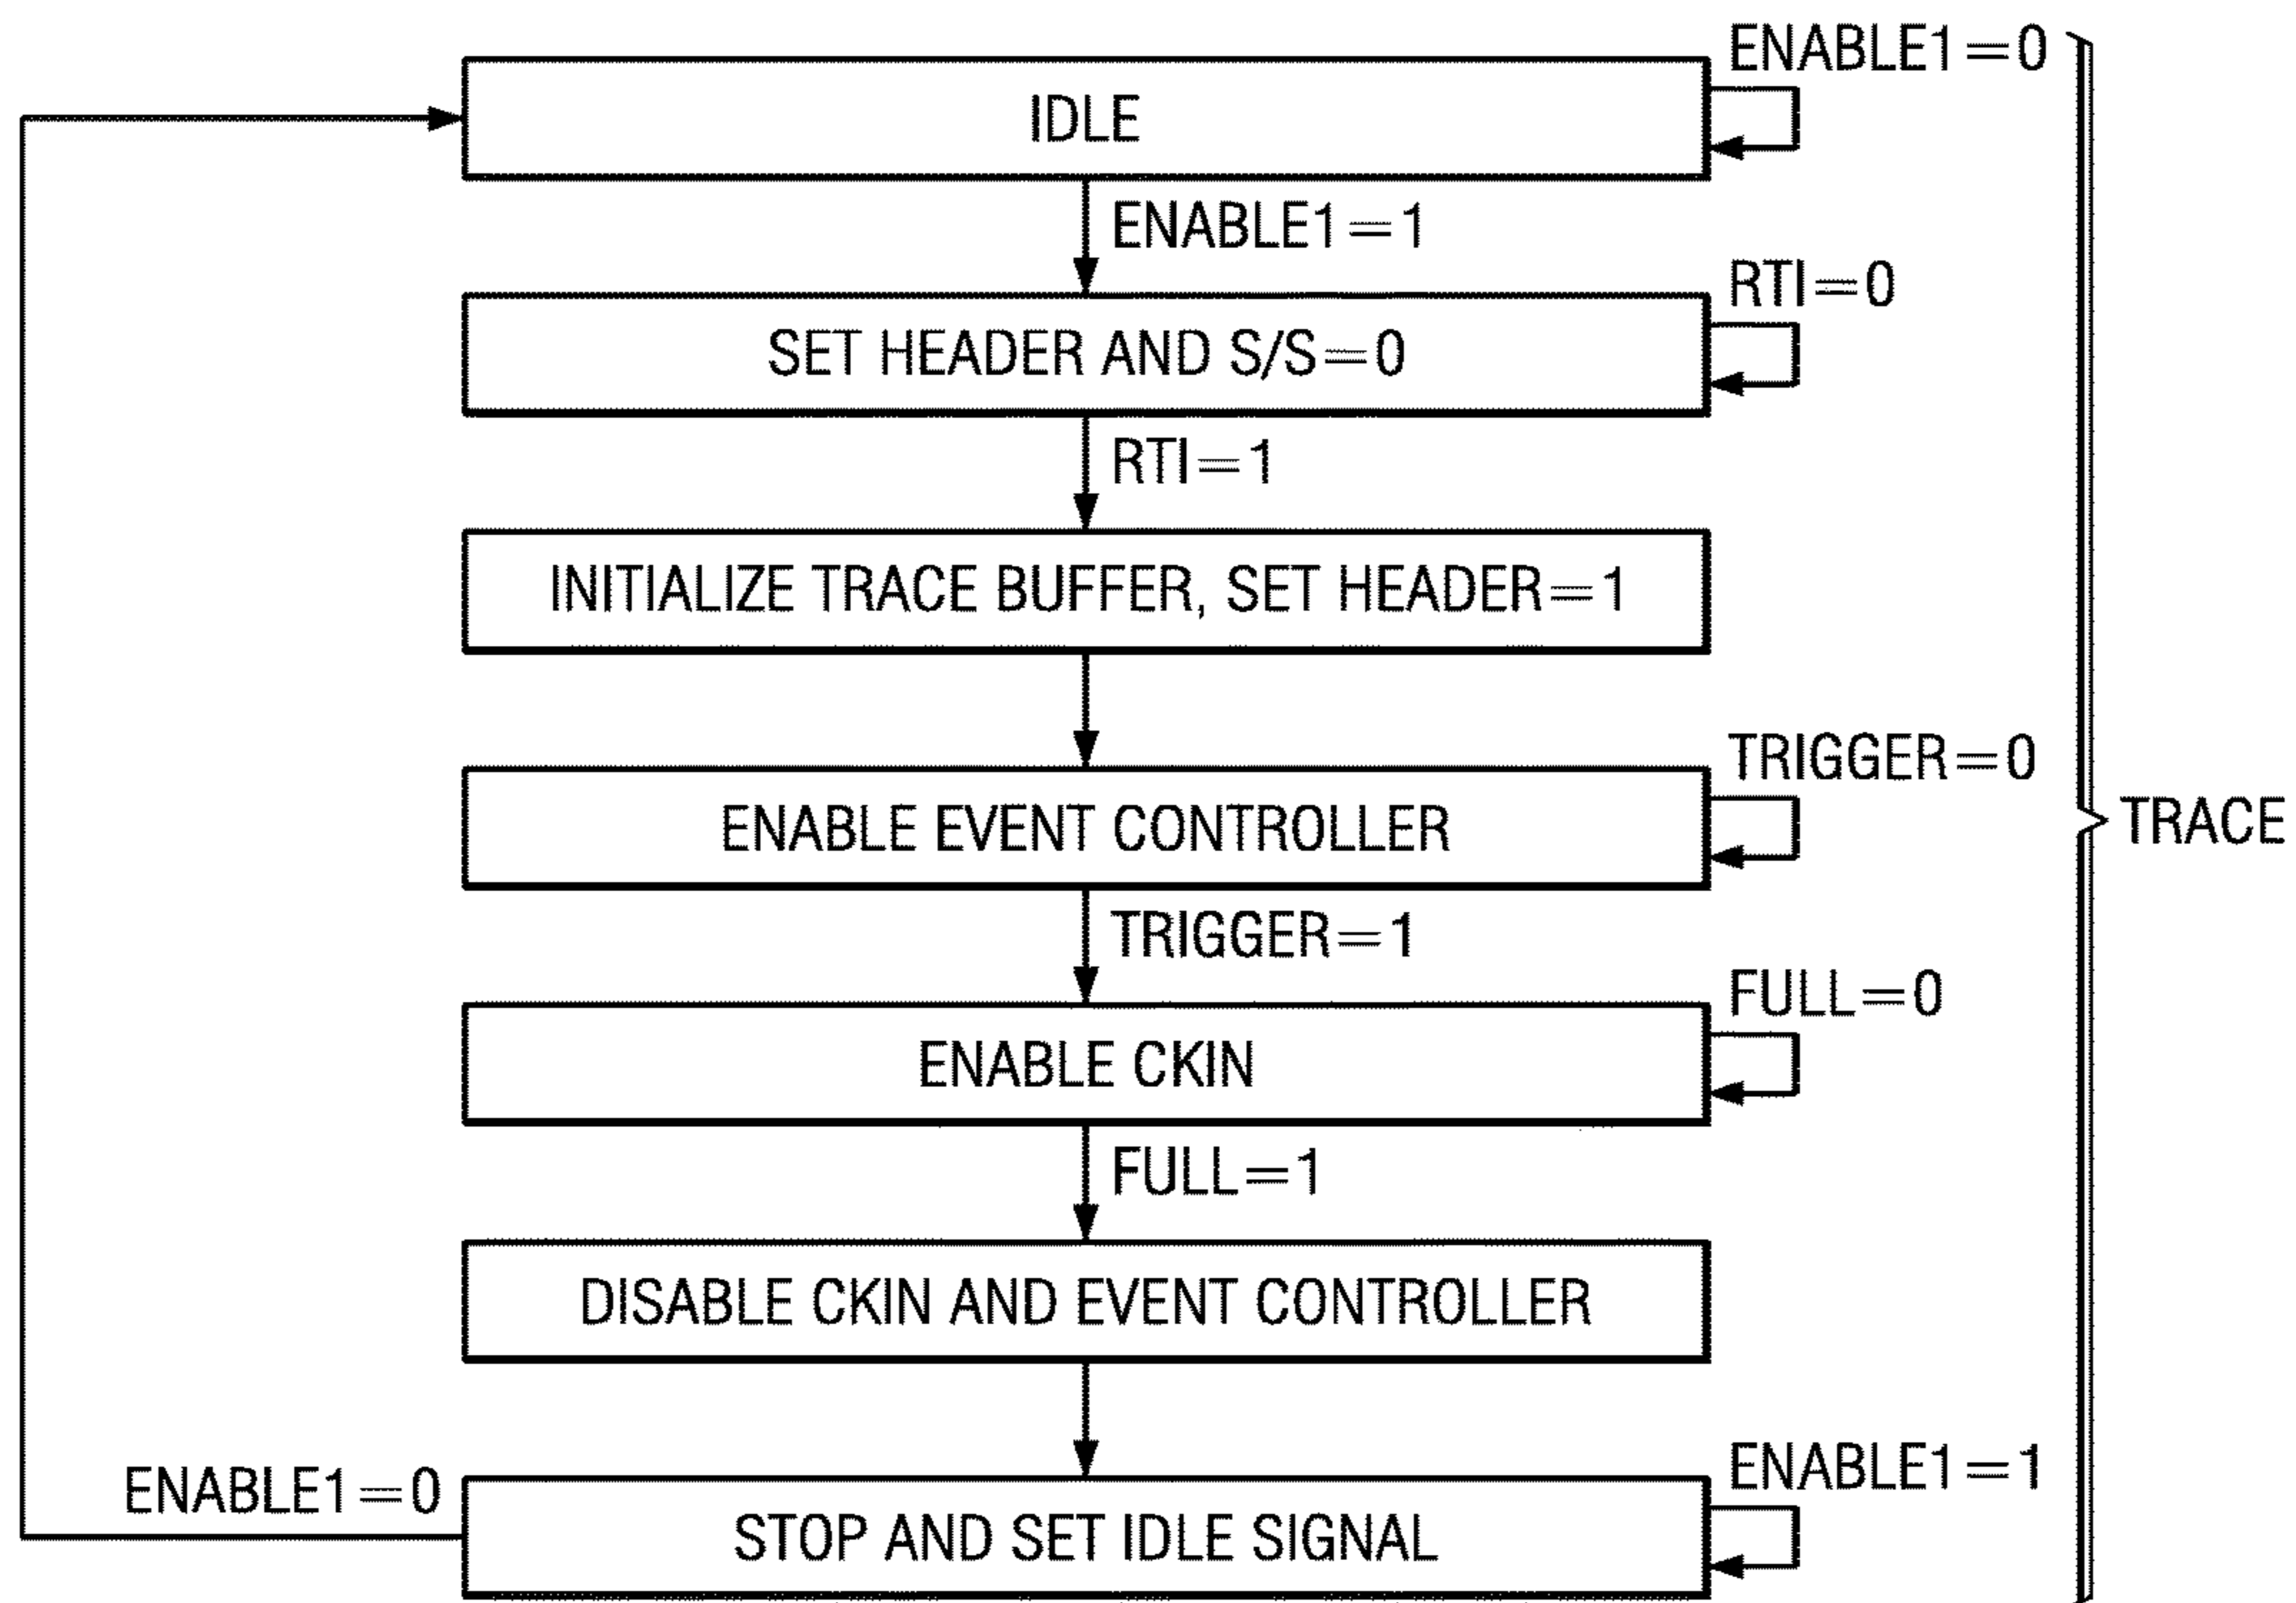 ENABLE1=0
IDLE
ENABLE1=1
RTI=0
SET HEADER AND S/S=0
RTI=1
INITIALIZE TRACE BUFFER, SET HEADER=1
TRIGGER=0
ENABLE EVENT CONTROLLER
TRACE
TRIGGER=1
FULL=0
ENABLE CKIN
FULL=1
DISABLE CKIN AND EVENT CONTROLLER
ENABLE1=1
ENABLE1=0
STOP AND SET IDLE SIGNAL